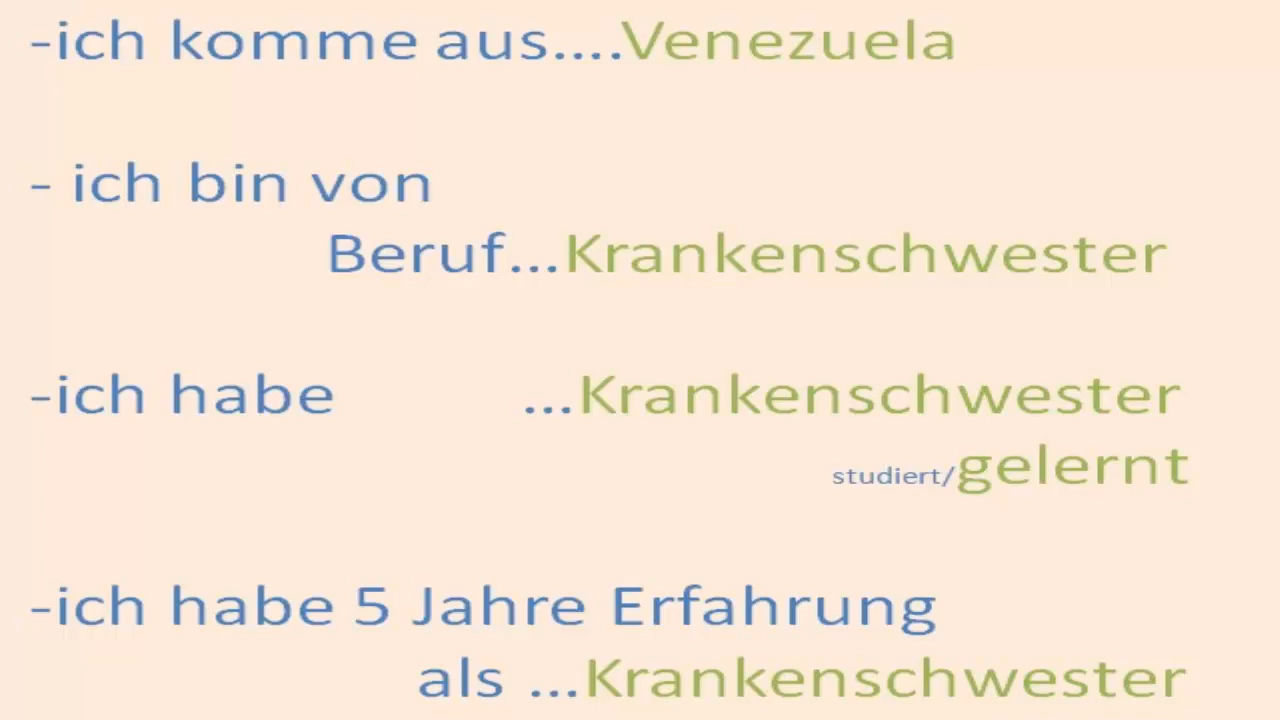 -ich komme aus....Venezuela
- ich bin von
Beruf...Krankenschwester
-ich habe ...Krankenschwester
studiert/gelernt
-ich habe 5 Jahre Erfahrung
als ...Krankenschwester